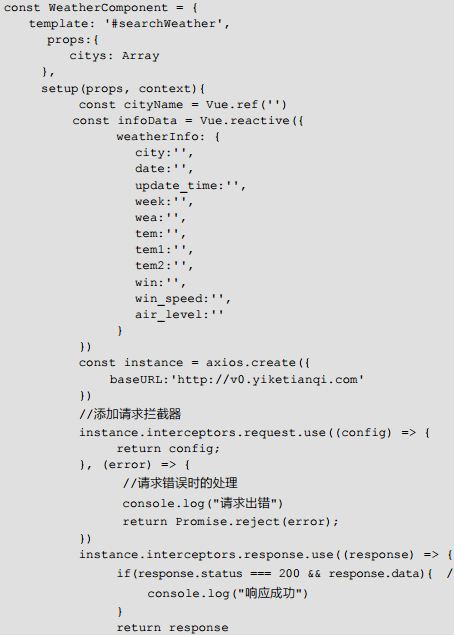 const WeatherComponent = {
template: '#searchWeather',
props:{
citys: Array
},
setup(props, context){
const cityName = Vue.ref('')
const infoData = Vue.reactive({
weatherInfo: {
city:'',
date:'',
update_time:'',
week:'',
wea:'',
tem:'',
tem1:'',
tem2:'',
win:'',
win_speed:'',
air_level:''
}
})
const instance = axios.create({
baseURL:'http://v0.yiketianqi.com'
})
//添加请求拦截器
instance.interceptors.request.use((config) => {
return config;
}, (error) => {
//请求错误时的处理
console.log("请求出错")
return Promise.reject(error);
})
instance.interceptors.response.use((response) => {
if(response.status === 200 && response.data){ /
console.log("响应成功")
}
return response